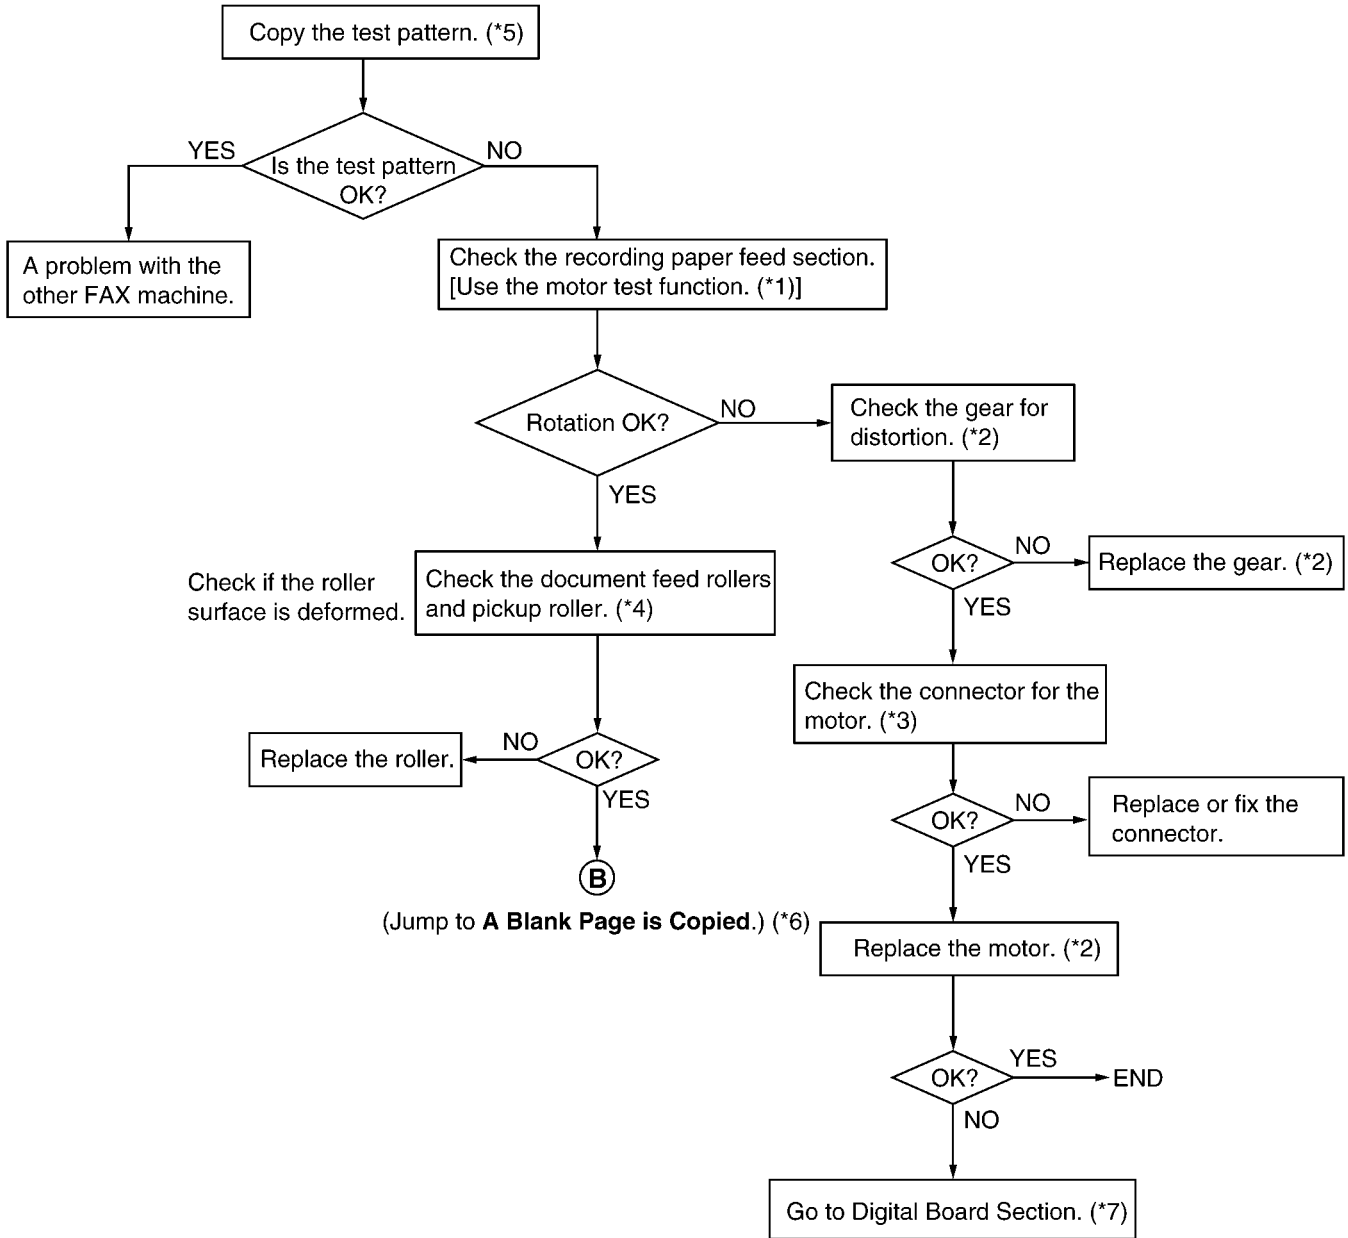 Copy the test pattern. (*5)
YES
NO
Is the test pattern
OK?
A problem with the
other FAX machine.
Check the recording paper feed section.
[Use the motor test function. (*1)]
Rotation OK?
NO
Check the gear for
distortion. (*2)
YES
OK?
NO
Replace the gear. (*2)
Check if the roller
surface is deformed.
Check the document feed rollers
and pickup roller. (*4)
YES
Check the connector for the
motor. (*3)
Replace the roller.
NO
OK?
YES
OK?
NO
Replace or fix the
connector.
YES
B
(Jump to A Blank Page is Copied.) (*6)
Replace the motor. (*2)
OK?
YES
END
NO
Go to Digital Board Section. (*7)